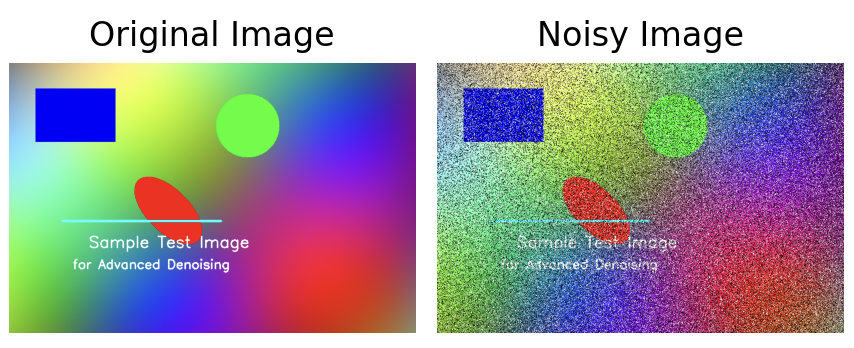 Original Image
Noisy Image
Sample Test Image
for Advanced Denoising
Sample Test Image
for Advanced Denoising